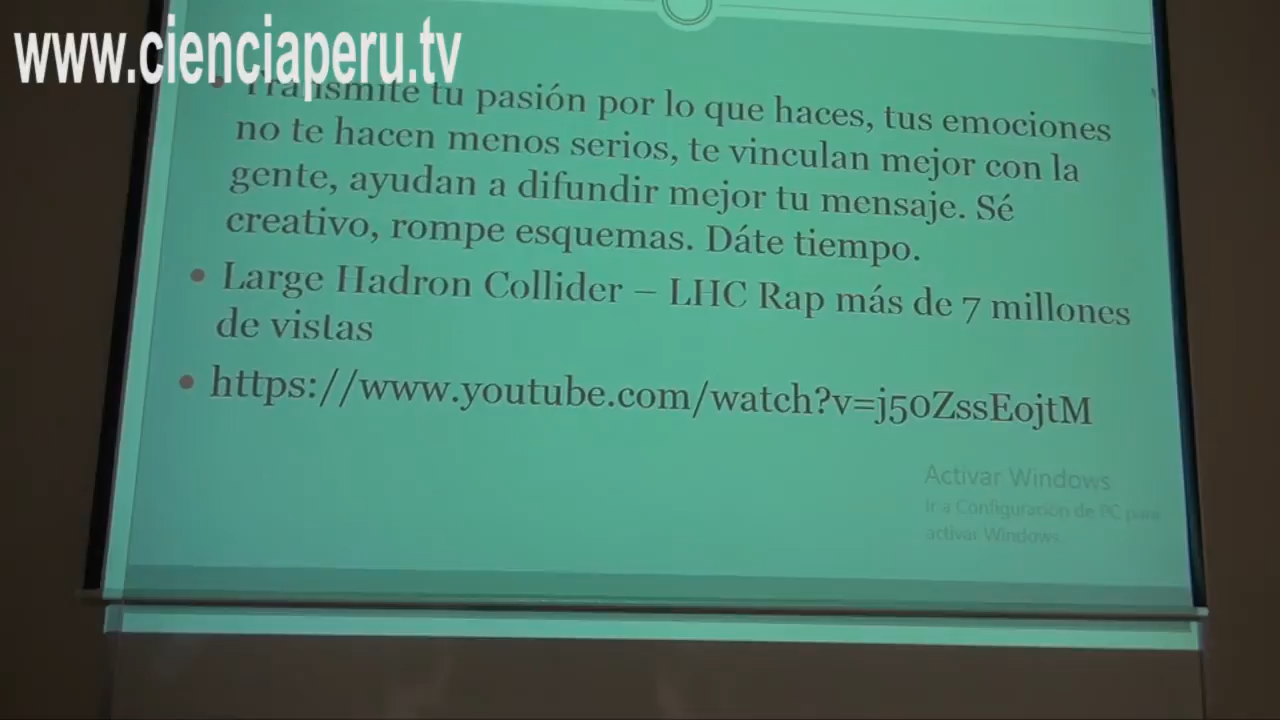 www.cienciaperu.tv
Transmite tu pasión por lo que haces, tus emociones
no te hacen menos serios, te vinculan mejor con la
gente, ayudan a difundir mejor tu mensaje. Sé
creativo, rompe esquemas. Dáte tiempo.
Large Hadron Collider – LHC Rap más de 7 millones
de vistas
https://www.youtube.com/watch?v=j50ZssEojtM
Activar Windows
Ir a Configuración de PC para
activar Windows